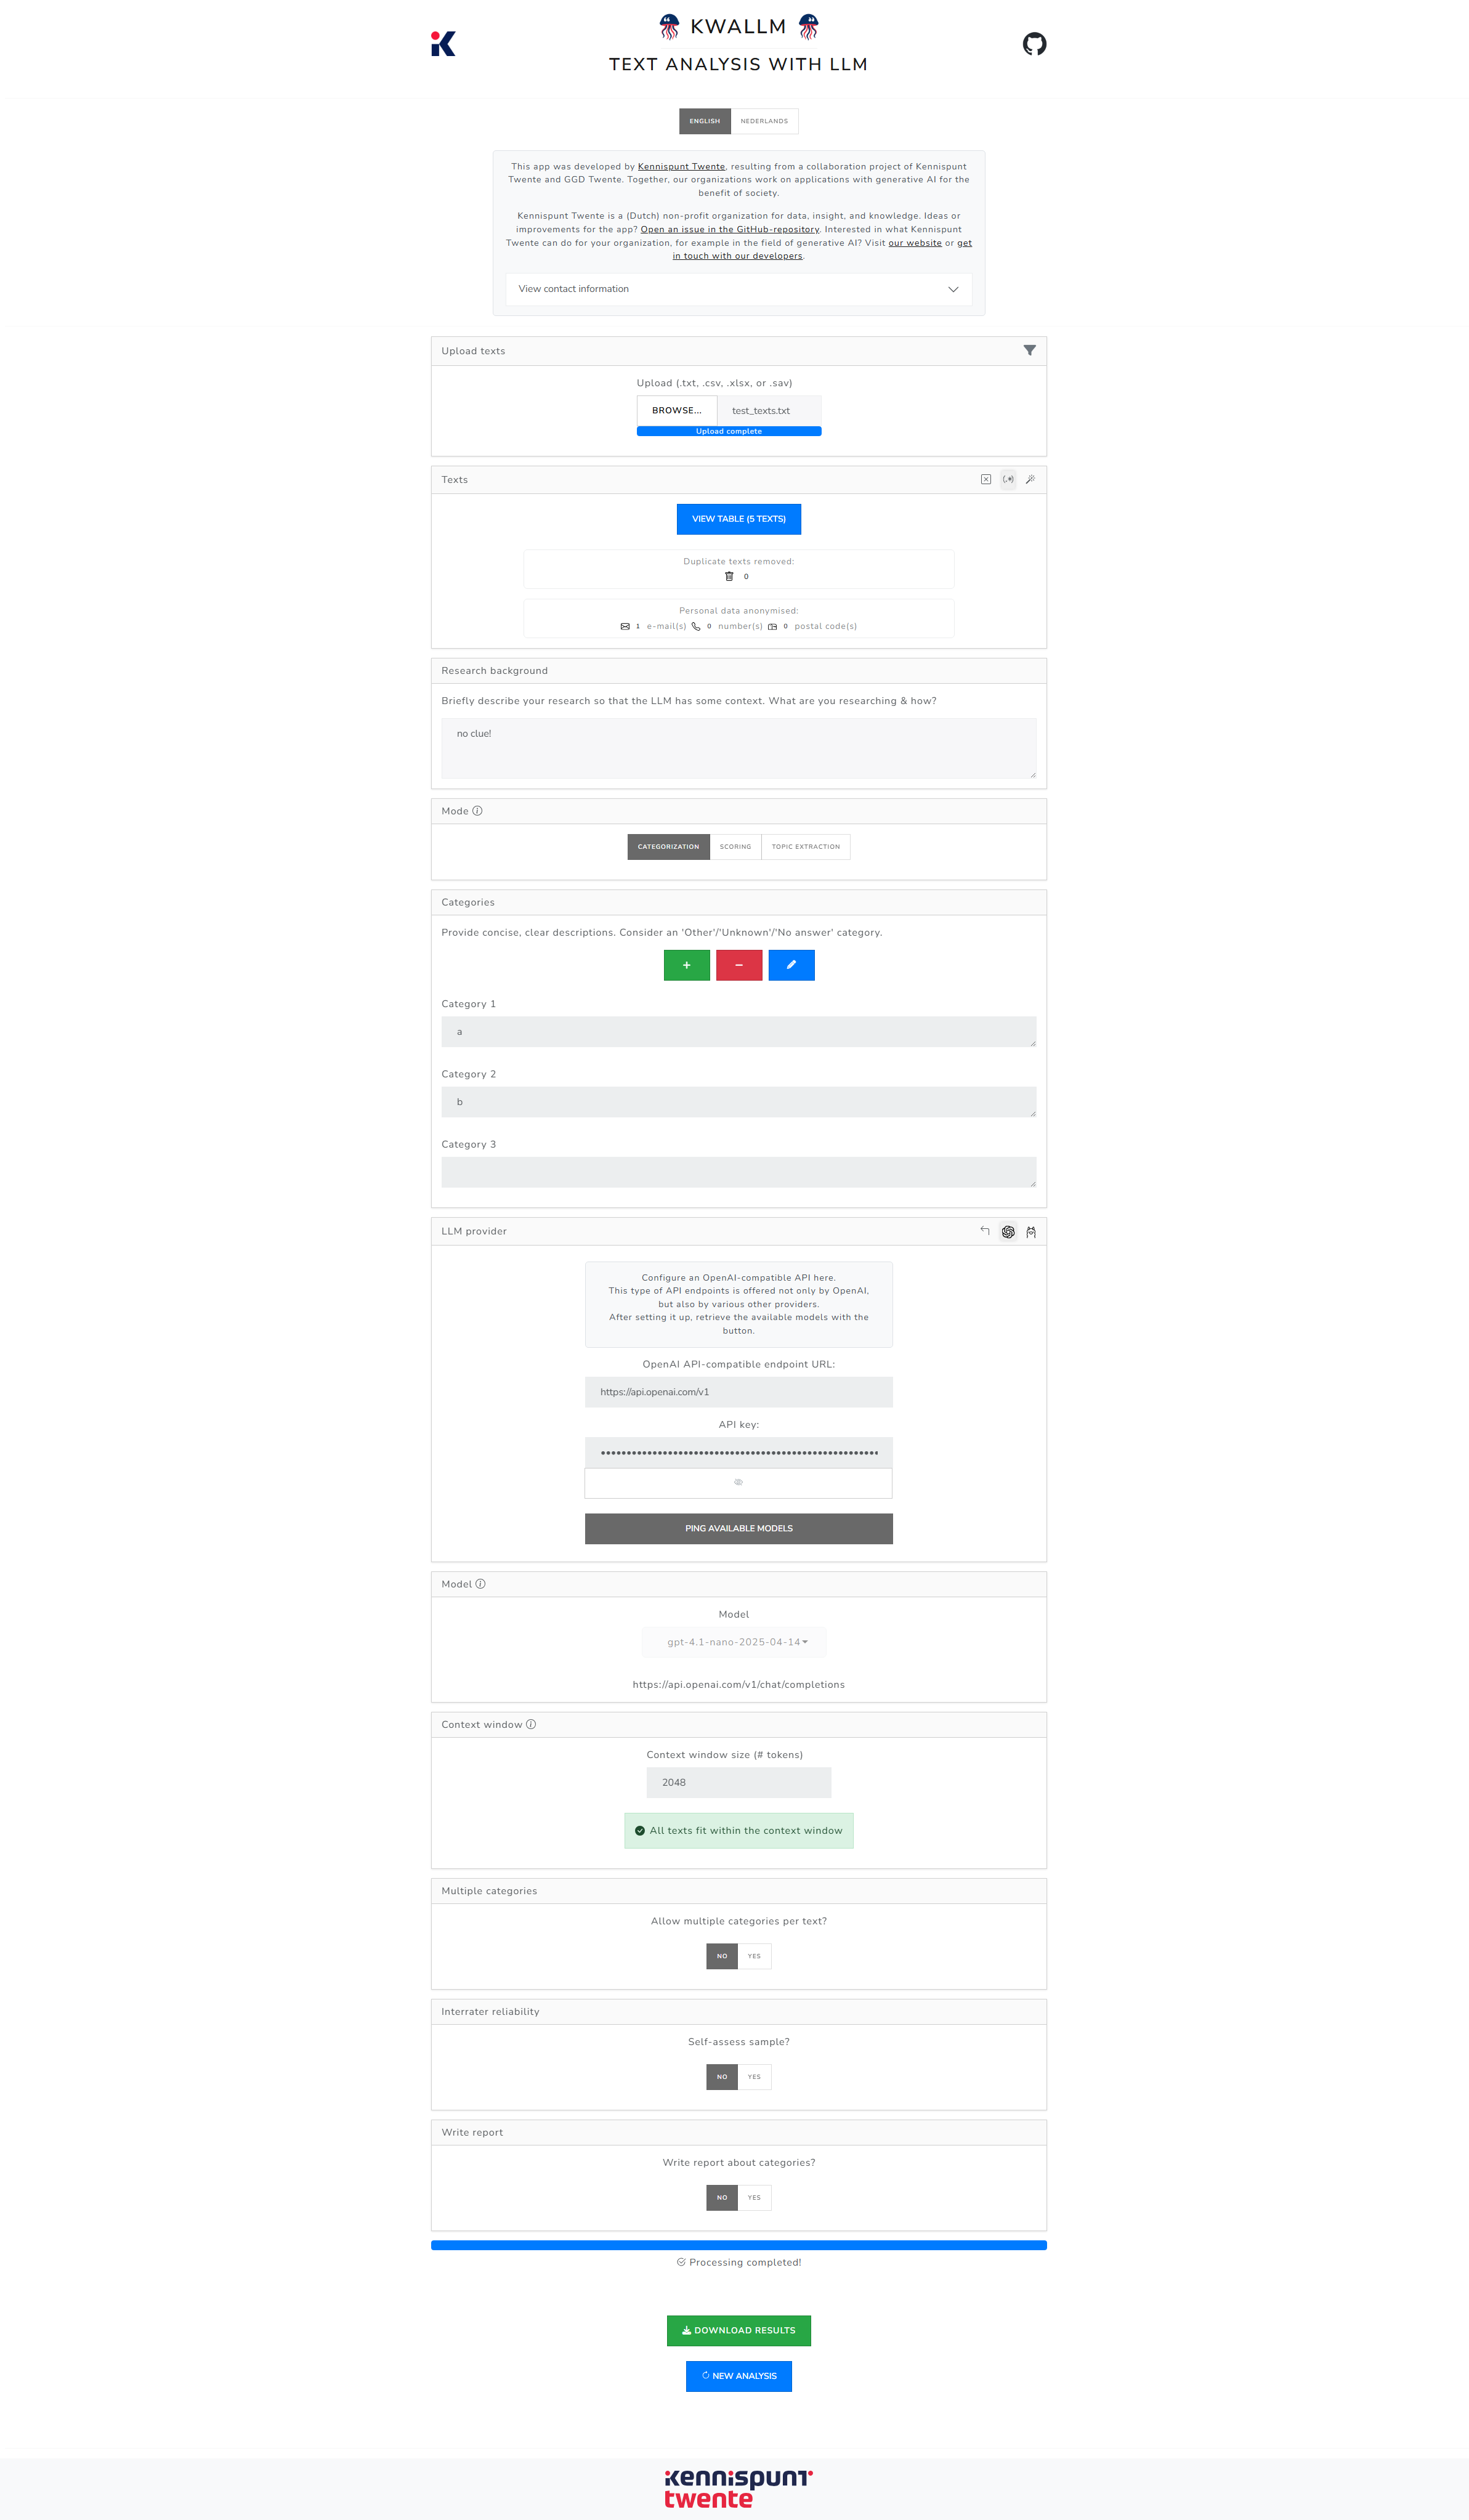 KWALLM
TEXT ANALYSIS WITH LLM
ENGLISH NEDERLANDS
This app was developed by Kennispunt Twente, resulting from a collaboration project of Kennispunt
Twente and GGD Twente. Together, our organizations work on applications with generative AI for the
benefit of society.
Kennispunt Twente is a (Dutch) non-profit organization for data, insight, and knowledge. Ideas or
improvements for the app? Open an issue in the GitHub-repository. Interested in what Kennispunt
Twente can do for your organization, for example in the field of generative AI? Visit our website or get
in touch with our developers.
View contact information
Upload texts
Upload (.txt, .csv, .xlsx, or .sav)
BROWSE... test_texts.txt
Upload complete
Texts
VIEW TABLE (5 TEXTS)
Duplicate texts removed:
0
Personal data anonymised:
1 e-mail(s) 0 number(s) 0 postal code(s)
Research background
Briefly describe your research so that the LLM has some context. What are you researching & how?
no clue!
Mode
CATEGORIZATION SCORING TOPIC EXTRACTION
Categories
Provide concise, clear descriptions. Consider an 'Other'/'Unknown'/'No answer' category.
Category 1
a
Category 2
b
Category 3
LLM provider
Configure an OpenAI-compatible API here.
This type of API endpoints is offered not only by OpenAI,
but also by various other providers.
After setting it up, retrieve the available models with the
button.
OpenAI API-compatible endpoint URL:
https://api.openai.com/v1
API key:
PING AVAILABLE MODELS
Model
Model
gpt-4.1-nano-2025-04-14
https://api.openai.com/v1/chat/completions
Context window
Context window size (# tokens)
2048
All texts fit within the context window
Multiple categories
Allow multiple categories per text?
NO YES
Interrater reliability
Self-assess sample?
NO YES
Write report
Write report about categories?
NO YES
Processing completed!
DOWNLOAD RESULTS
NEW ANALYSIS
kennispunt
twente